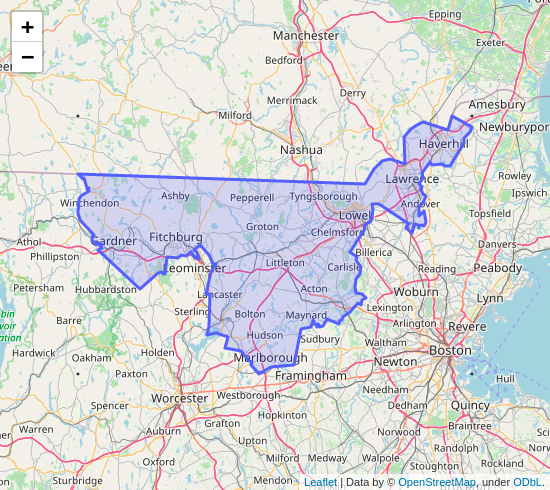 +
−
Epping
Manchester
Exeter
Bedford
Merrimack
Derry
Amesbury
Milford
Newburypor
Nashua
Haverhill
Lawrence
Rowley
Ashby
Pepperell
Tyngsborough
Ipswich
Winchendon
Andover
Lowell
Topsfield
Groton
Chelmsford
Gardner
Fitchburg
Athol
Danvers
Phillipston
Billerica
Leominster
Littleton
Carlisle
Reading
Peabody
Petersham
Hubbardston
Acton
Woburn
Lynn
Lancaster
Lexington
Barre
Sterling
Bolton
Maynard
Arlington
Revere
Hudson
Sudbury
Waltham
Hardwick
Oakham
Holden
Marlborough
Newton
Boston
Paxton
Framingham
Hull
Worcester
Westborough
Needham
Spencer
Dedham
Quincy
Hopkinton
Warren
Auburn
Grafton
Norwood
Braintree
Upton
Randolph
Oxford
Milford
Medway
Walpole
Stoughton
Rockland
Sturbridge
Mendon
Leaflet | Data by © OpenStreetMap, under ODbL.